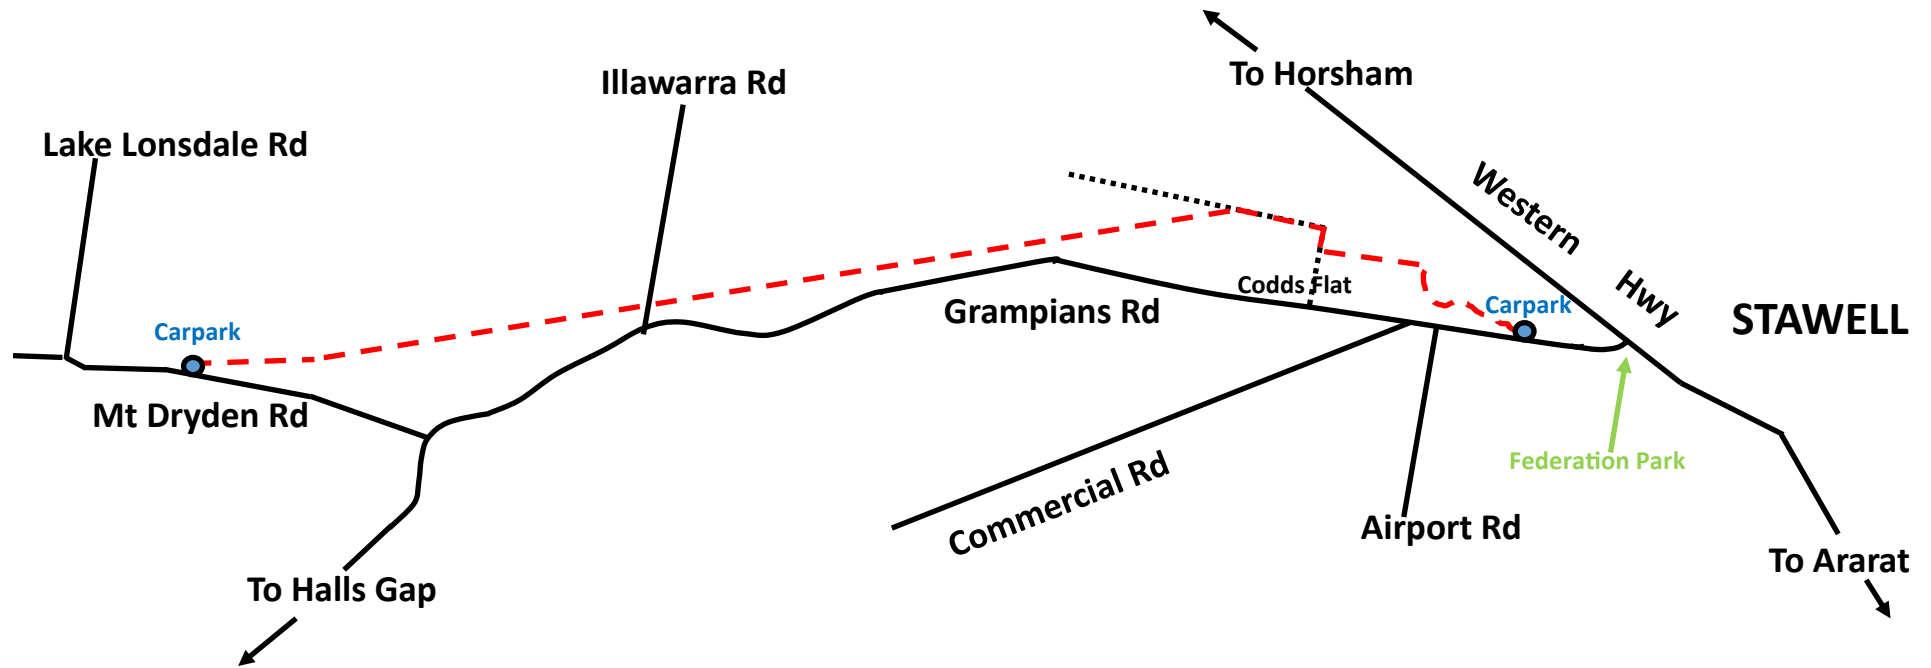 To Horsham
Illawarra Rd
Lake Lonsdale Rd
Western Hwy
STAWELL
Codds Flat
Carpark
Grampians Rd
Carpark
Mt Dryden Rd
Federation Park
Commercial Rd
Airport Rd
To Ararat
To Halls Gap